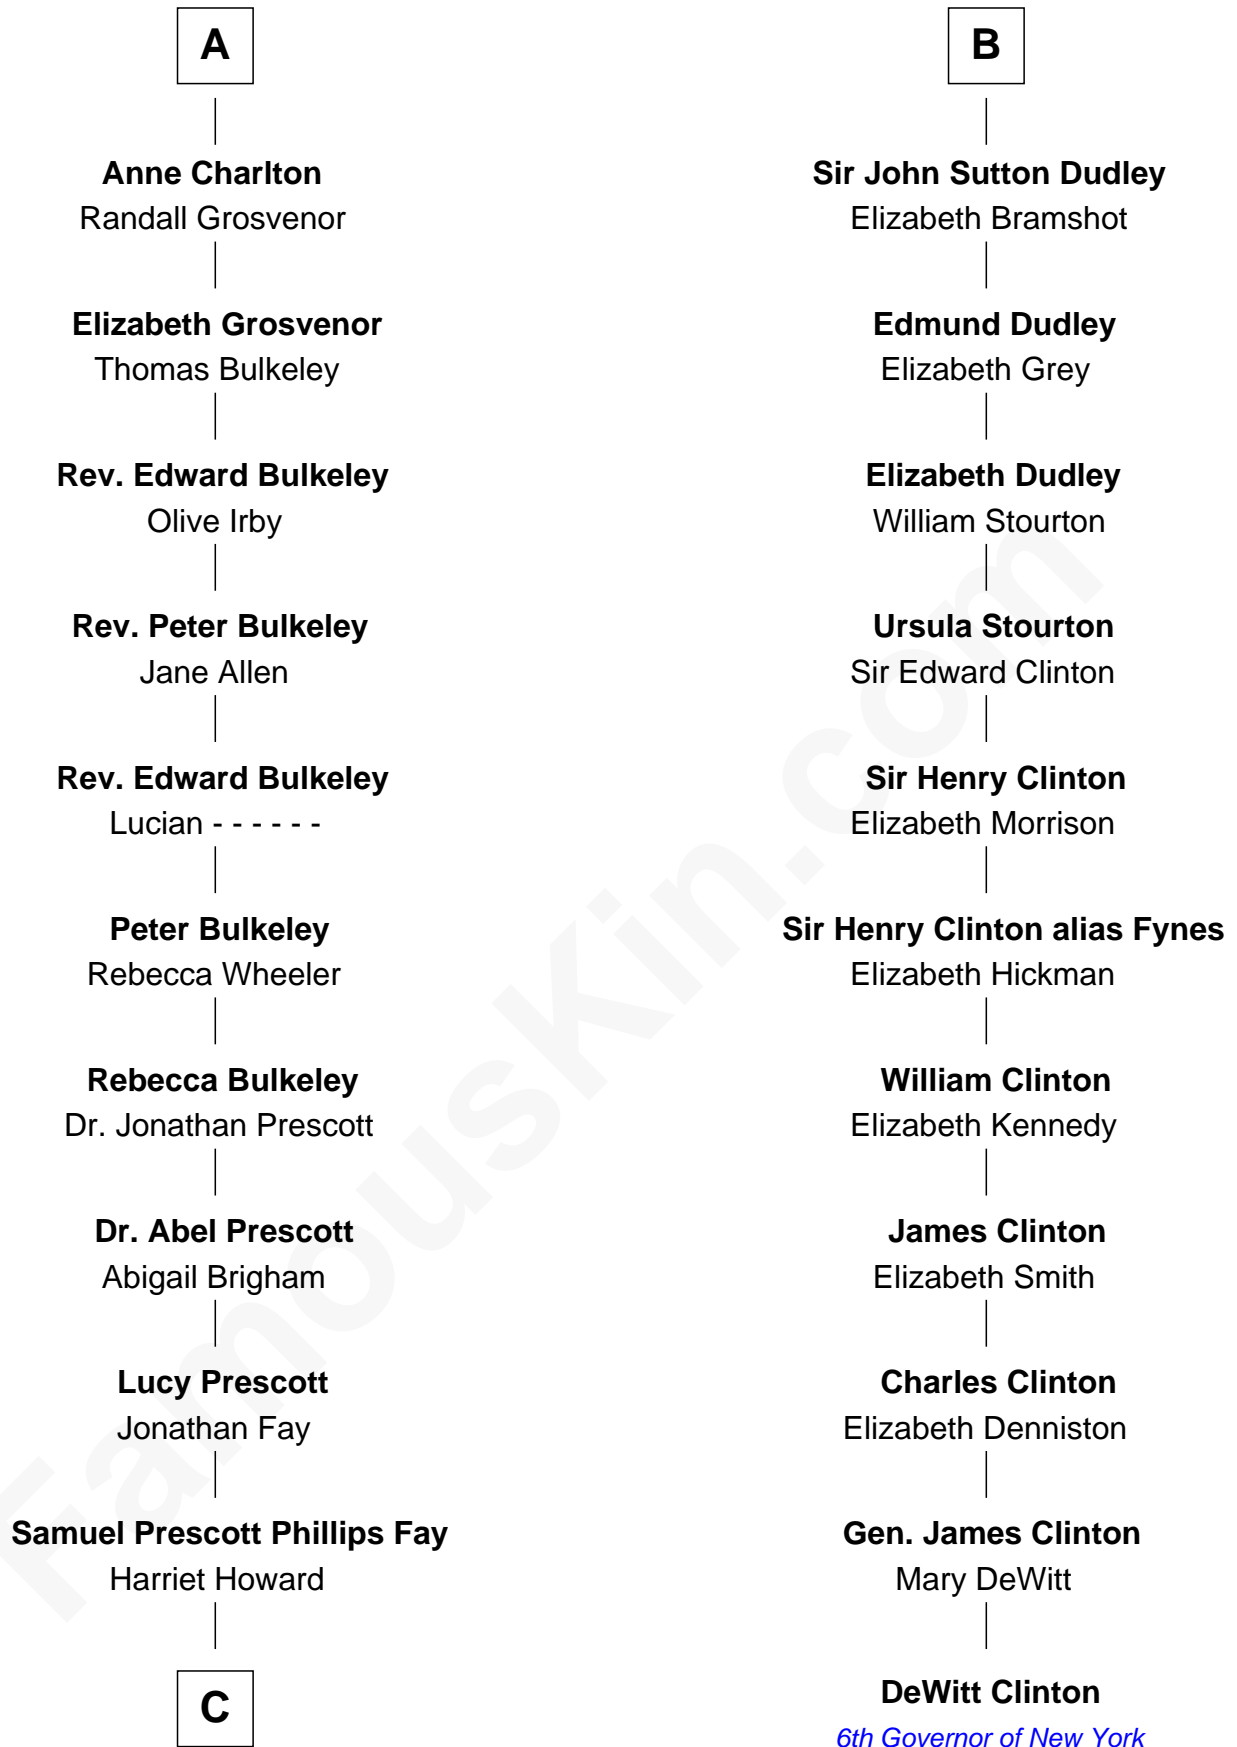 A
Anne Charlton
Randall Grosvenor
Elizabeth Grosvenor
Thomas Bulkeley
Rev. Edward Bulkeley
Olive Irby
Rev. Peter Bulkeley
Jane Allen
Rev. Edward Bulkeley
Lucian - - - - - -
Peter Bulkeley
Rebecca Wheeler
Rebecca Bulkeley
Dr. Jonathan Prescott
Dr. Abel Prescott
Abigail Brigham
Lucy Prescott
Jonathan Fay
Samuel Prescott Phillips Fay
Harriet Howard
C
B
Sir John Sutton Dudley
Elizabeth Bramshot
Edmund Dudley
Elizabeth Grey
Elizabeth Dudley
William Stourton
Ursula Stourton
Sir Edward Clinton
Sir Henry Clinton
Elizabeth Morrison
Sir Henry Clinton alias Fynes
Elizabeth Hickman
William Clinton
Elizabeth Kennedy
James Clinton
Elizabeth Smith
Charles Clinton
Elizabeth Denniston
Gen. James Clinton
Mary DeWitt
DeWitt Clinton
6th Governor of New York
FamousKin.com